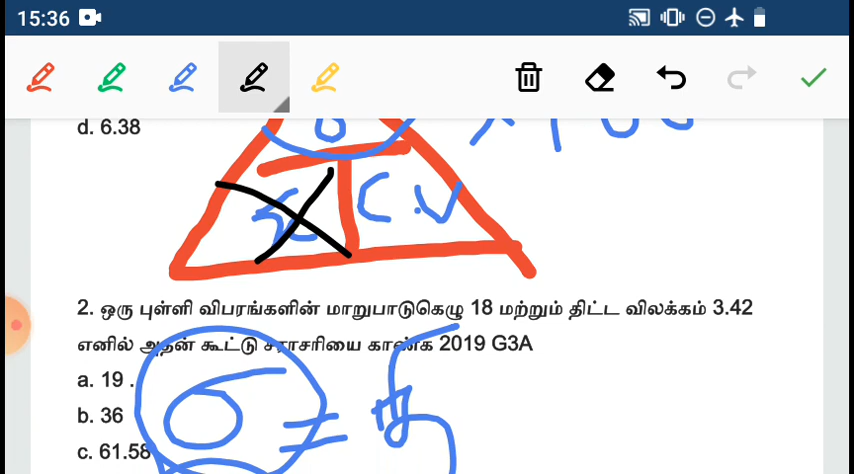 15:36
d. 6.38
σ
x̄ C.V
2. ஒரு புள்ளி விபரங்களின் மாறுபாடுகெழு 18 மற்றும் திட்ட விலக்கம் 3.42
எனில் அதன் கூட்டு சராசரியை காண்க 2019 G3A
a. 19 .
b. 36
c. 61.58
σ = தி